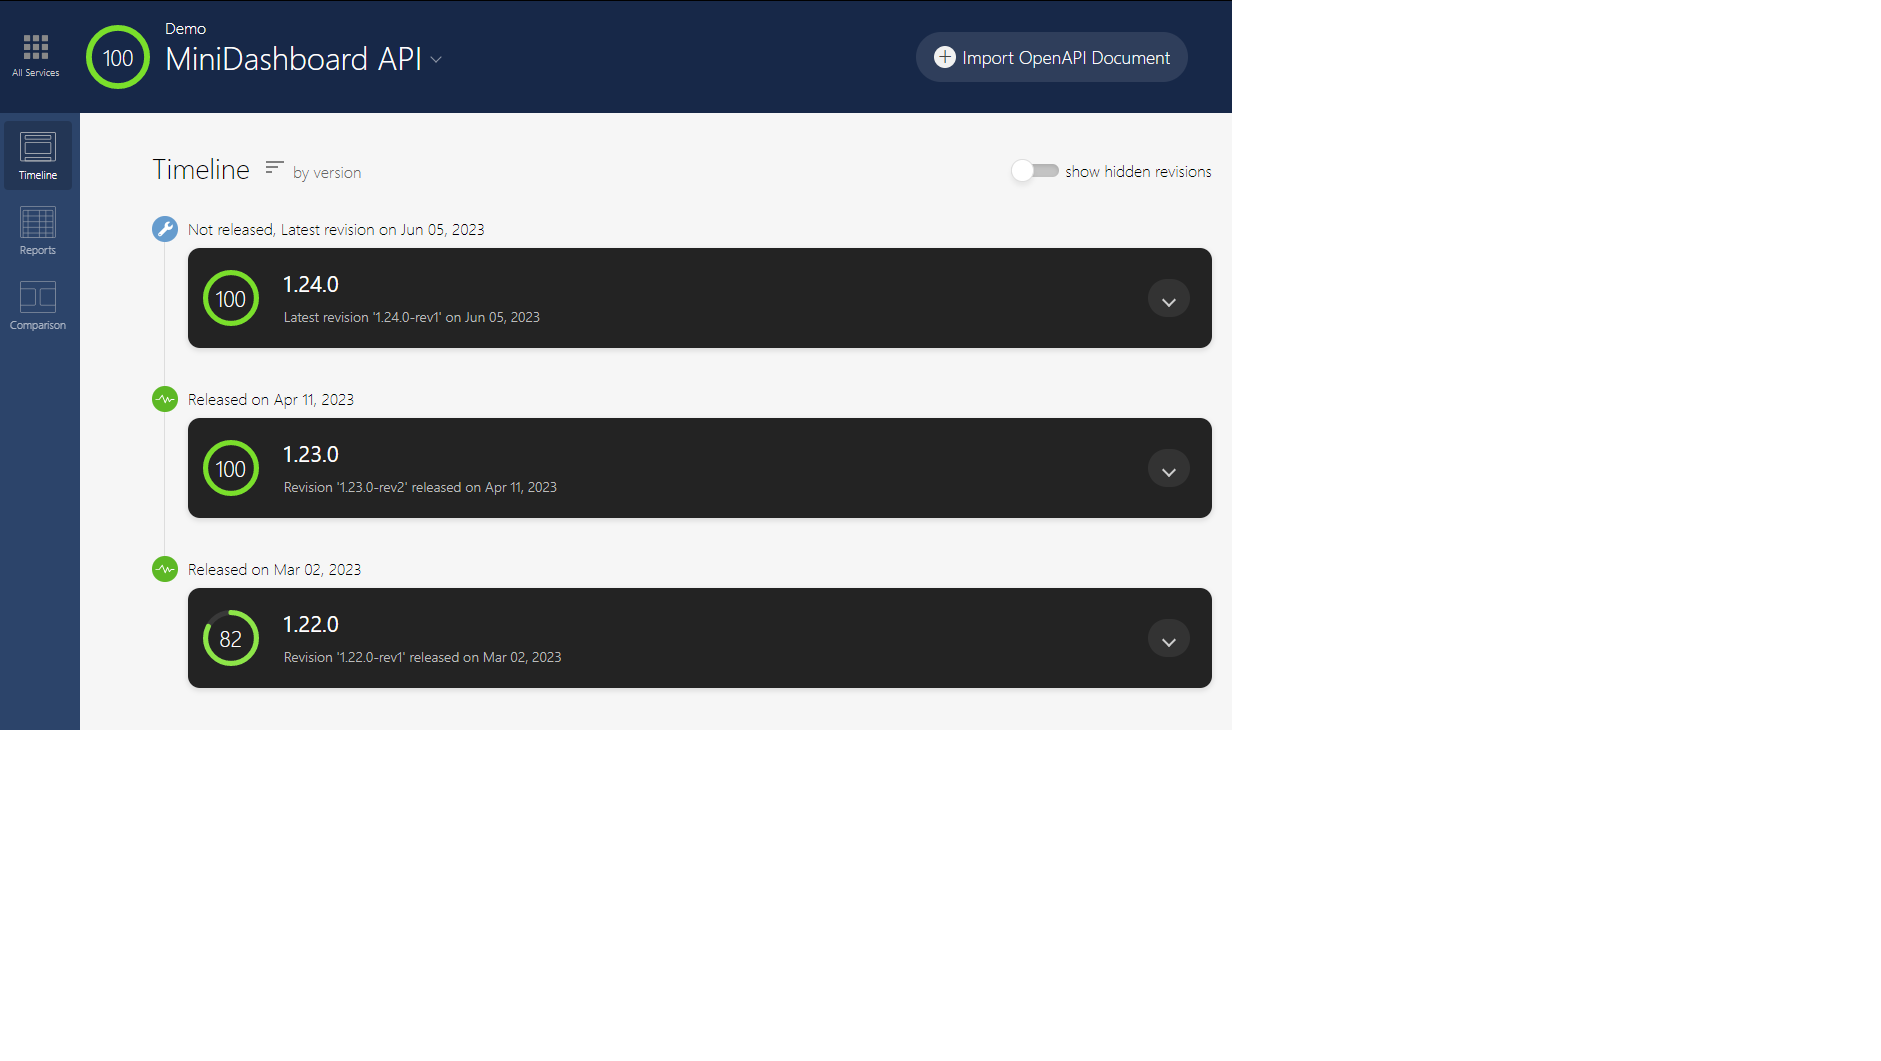 All Services
100
Demo
MiniDashboard API
Import OpenAPI Document
Timeline
Reports
Comparison
Timeline by version
show hidden revisions
Not released, Latest revision on Jun 05, 2023
100
1.24.0
Latest revision '1.24.0-rev1' on Jun 05, 2023
Released on Apr 11, 2023
100
1.23.0
Revision '1.23.0-rev2' released on Apr 11, 2023
Released on Mar 02, 2023
82
1.22.0
Revision '1.22.0-rev1' released on Mar 02, 2023